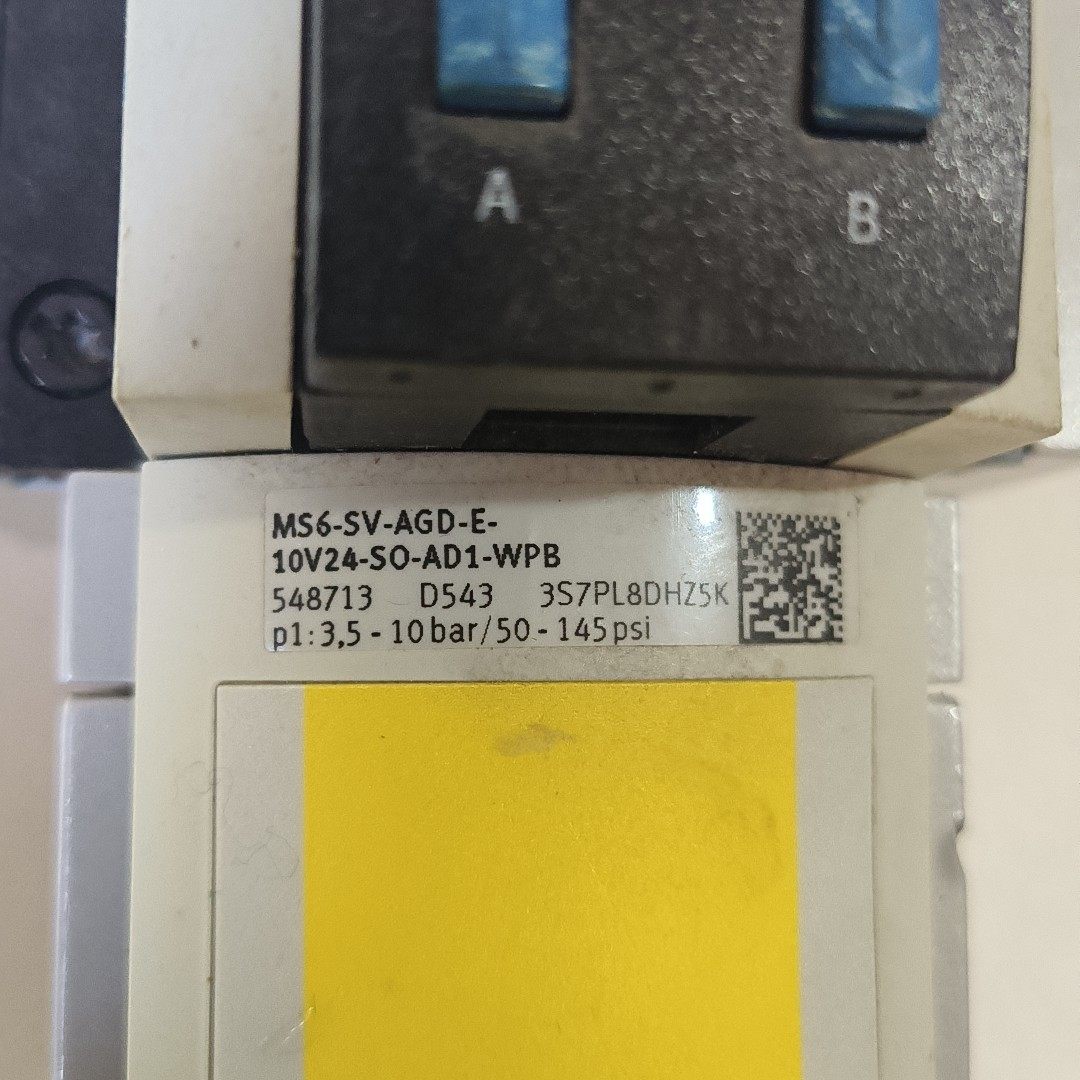 A B
MS6-SV-AGD-E-
10V24-SO-AD1-WPB
548713 D543 3S7PL8DHZ5K
p1:3,5 - 10 bar/50 - 145 psi